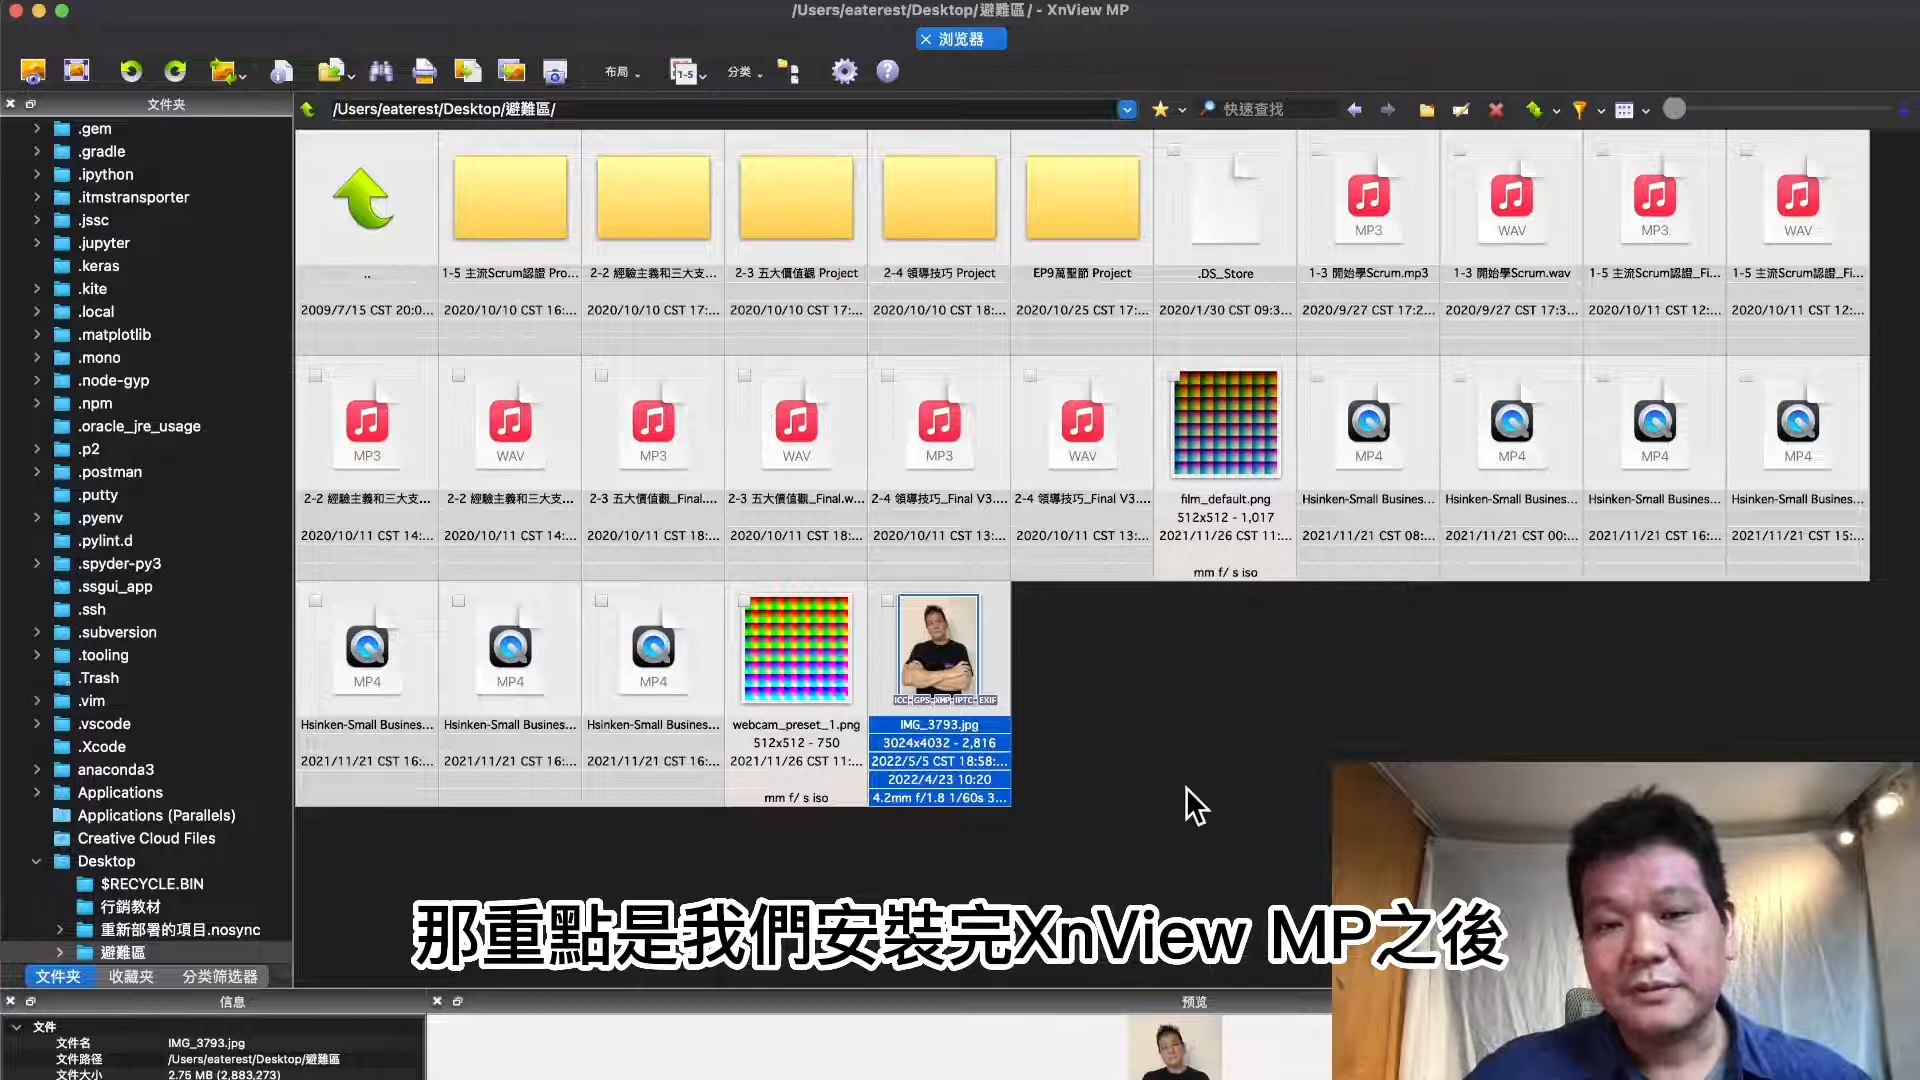 /Users/eaterest/Desktop/避難區/ - XnView MP
浏览器
布局
1-5
分类
文件夹
/Users/eaterest/Desktop/避難區/
快速查找
.gem
.gradle
.ipython
.itmstransporter
.jssc
.jupyter
.keras
.kite
.local
.matplotlib
.mono
.node-gyp
.npm
.oracle_jre_usage
.p2
.postman
.putty
.pyenv
.pylint.d
.spyder-py3
.ssgui_app
.ssh
.subversion
.tooling
.Trash
.vim
.vscode
.Xcode
anaconda3
Applications
Applications (Parallels)
Creative Cloud Files
Desktop
$RECYCLE.BIN
行銷教材
重新部署的項目.nosync
避難區
文件夹 收藏夹 分类筛选器
MP3 WAV MP3 WAV
.. 1-5 主流Scrum認證 Pro... 2-2 經驗主義和三大支... 2-3 五大價值觀 Project 2-4 領導技巧 Project EP9萬聖節 Project .DS_Store 1-3 開始學Scrum.mp3 1-3 開始學Scrum.wav 1-5 主流Scrum認證_Fi... 1-5 主流Scrum認證_Fi...
2009/7/15 CST 20:0... 2020/10/10 CST 16:... 2020/10/10 CST 17:... 2020/10/10 CST 17:... 2020/10/10 CST 18:... 2020/10/25 CST 17:... 2020/1/30 CST 09:3... 2020/9/27 CST 17:2... 2020/9/27 CST 17:3... 2020/10/11 CST 12:... 2020/10/11 CST 12:...
MP3 WAV MP3 WAV MP3 WAV MP4 MP4 MP4 MP4
2-2 經驗主義和三大支... 2-2 經驗主義和三大支... 2-3 五大價值觀_Final.... 2-3 五大價值觀_Final.w... 2-4 領導技巧_Final V3.... 2-4 領導技巧_Final V3.... film_default.png Hsinken-Small Busines... Hsinken-Small Busines... Hsinken-Small Busines... Hsinken-Small Busines...
512x512 - 1,017
2020/10/11 CST 14:... 2020/10/11 CST 14:... 2020/10/11 CST 18:... 2020/10/11 CST 18:... 2020/10/11 CST 13:... 2020/10/11 CST 13:... 2021/11/26 CST 11:... 2021/11/21 CST 08:... 2021/11/21 CST 00:... 2021/11/21 CST 16:... 2021/11/21 CST 15:...
mm f/ s iso
MP4 MP4 MP4
ICC GPS XMP IPTC EXIF
Hsinken-Small Busines... Hsinken-Small Busines... Hsinken-Small Busines... webcam_preset_1.png IMG_3793.jpg
512x512 - 750 3024x4032 - 2,816
2021/11/21 CST 16:... 2021/11/21 CST 16:... 2021/11/21 CST 16:... 2021/11/26 CST 11:... 2022/5/5 CST 18:58:...
2022/4/23 10:20
mm f/ s iso 4.2mm f/1.8 1/60s 3...
那重點是我們安裝完XnView MP之後
信息
预览
文件
文件名 IMG_3793.jpg
文件路径 /Users/eaterest/Desktop/避難區
文件大小 2.75 MB (2,883,273)